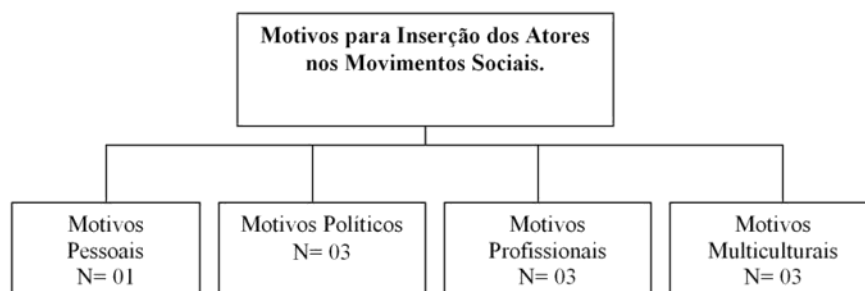 Motivos para Inserção dos Atores
nos Movimentos Sociais.
Motivos
Pessoais
N= 01
Motivos Políticos
N= 03
Motivos
Profissionais
N= 03
Motivos
Multiculturais
N= 03